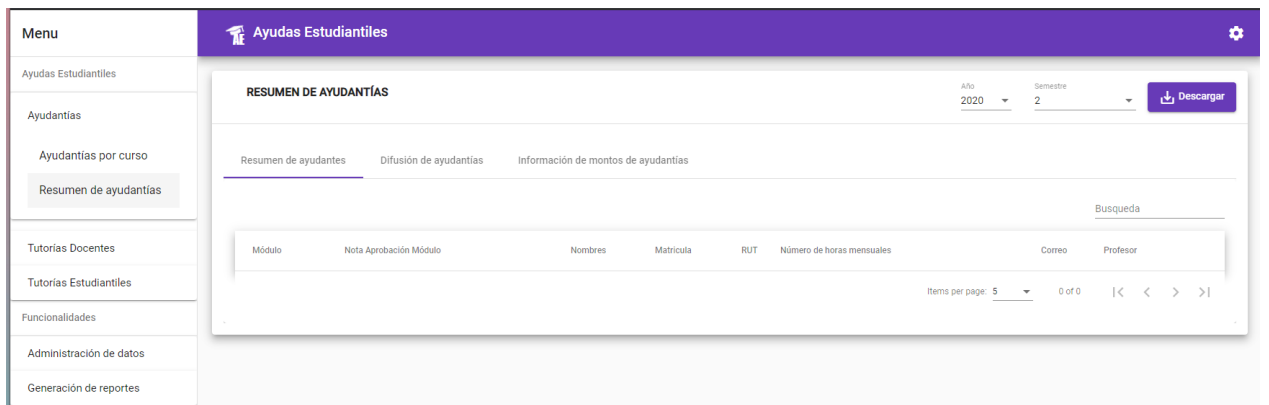 Menu
Ayudas Estudiantiles
Ayudantías
Ayudantías por curso
Resumen de ayudantías
Tutorías Docentes
Tutorías Estudiantiles
Funcionalidades
Administración de datos
Generación de reportes
AE Ayudas Estudiantiles
RESUMEN DE AYUDANTÍAS
Año Semestre
2020 2 Descargar
Resumen de ayudantes Difusión de ayudantías Información de montos de ayudantías
Busqueda
Módulo Nota Aprobación Módulo Nombres Matricula RUT Número de horas mensuales Correo Profesor
Items per page: 5 0 of 0